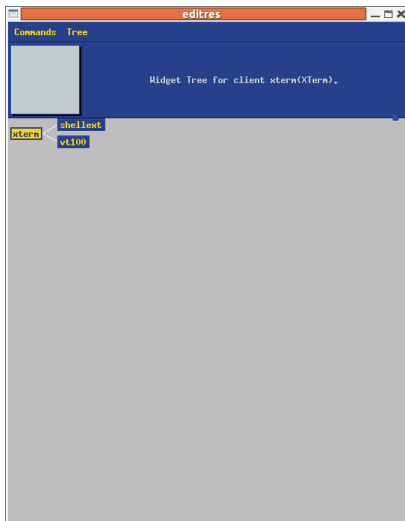 editres
Commands Tree
Widget Tree for client xterm(XTerm).
shellext
xterm
vt100